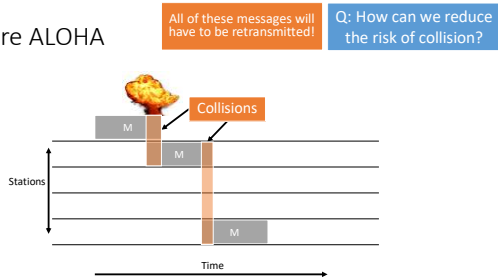 re ALOHA
All of these messages will
have to be retransmitted!
Q: How can we reduce
the risk of collision?
Collisions
M
M
Stations
M
Time